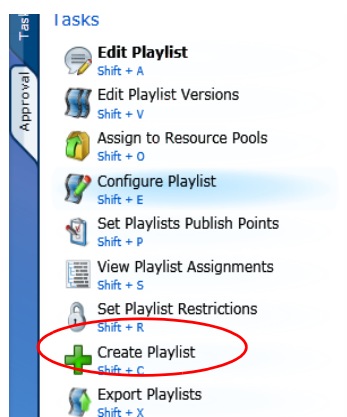 Tas
Approval
Tasks
Edit Playlist
Shift + A
Edit Playlist Versions
Shift + V
Assign to Resource Pools
Shift + O
Configure Playlist
Shift + E
Set Playlists Publish Points
Shift + P
View Playlist Assignments
Shift + S
Set Playlist Restrictions
Shift + R
Create Playlist
Shift + C
Export Playlists
Shift + X